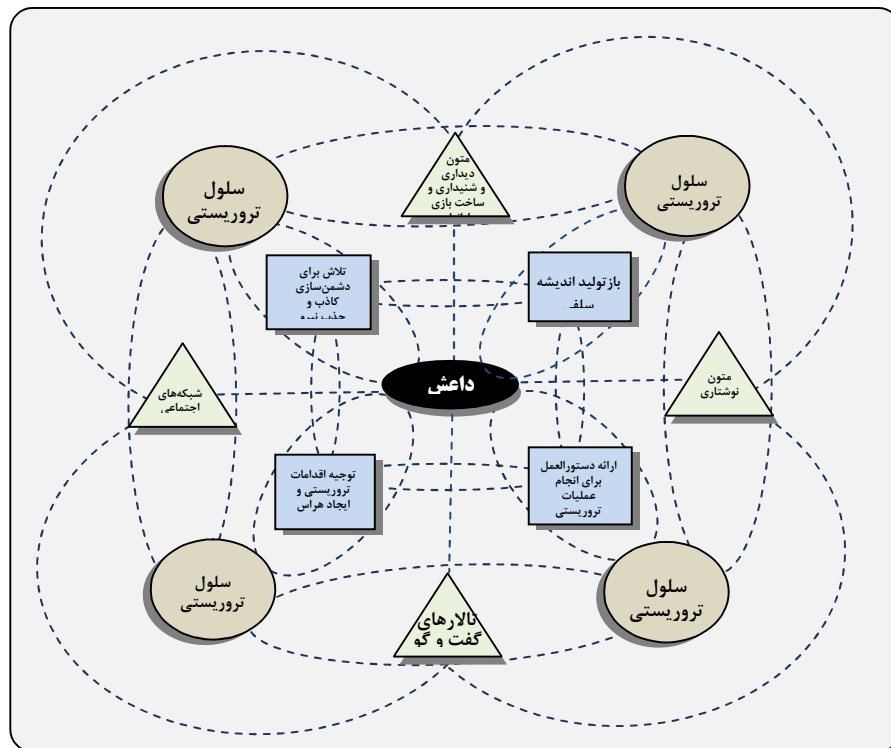 سلول
تروریستی
متون
دیداری
و شنیداری و
ساخت بازی
سلول
تروریستی
تلاش برای
دشمن‌سازی
کاذب و
جذب نیرو
بازتولید اندیشه
سلفی
شبکه‌های
اجتماعی
داعش
متون
نوشتاری
توجیه اقدامات
تروریستی و
ایجاد هراس
ارائه دستورالعمل
برای انجام
عملیات
تروریستی
سلول
تروریستی
تالارهای
گفت و گو
سلول
تروریستی